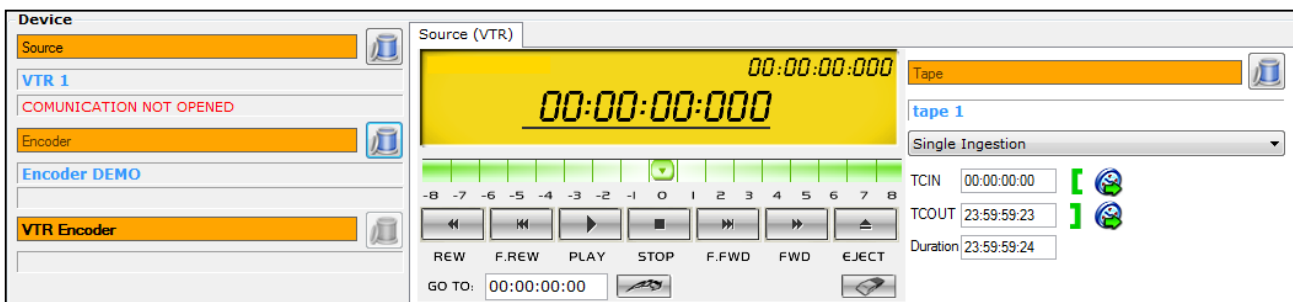 Device
Source
VTR 1
COMUNICATION NOT OPENED
Encoder
Encoder DEMO
VTR Encoder
Source (VTR)
00:00:00:000
00:00:00:000
-8 -7 -6 -5 -4 -3 -2 -1 0 1 2 3 4 5 6 7 8
REW F.REW PLAY STOP F.FWD FWD EJECT
GO TO: 00:00:00:00
Tape
tape 1
Single Ingestion
TCIN 00:00:00:00
TCOUT 23:59:59:23
Duration 23:59:59:24